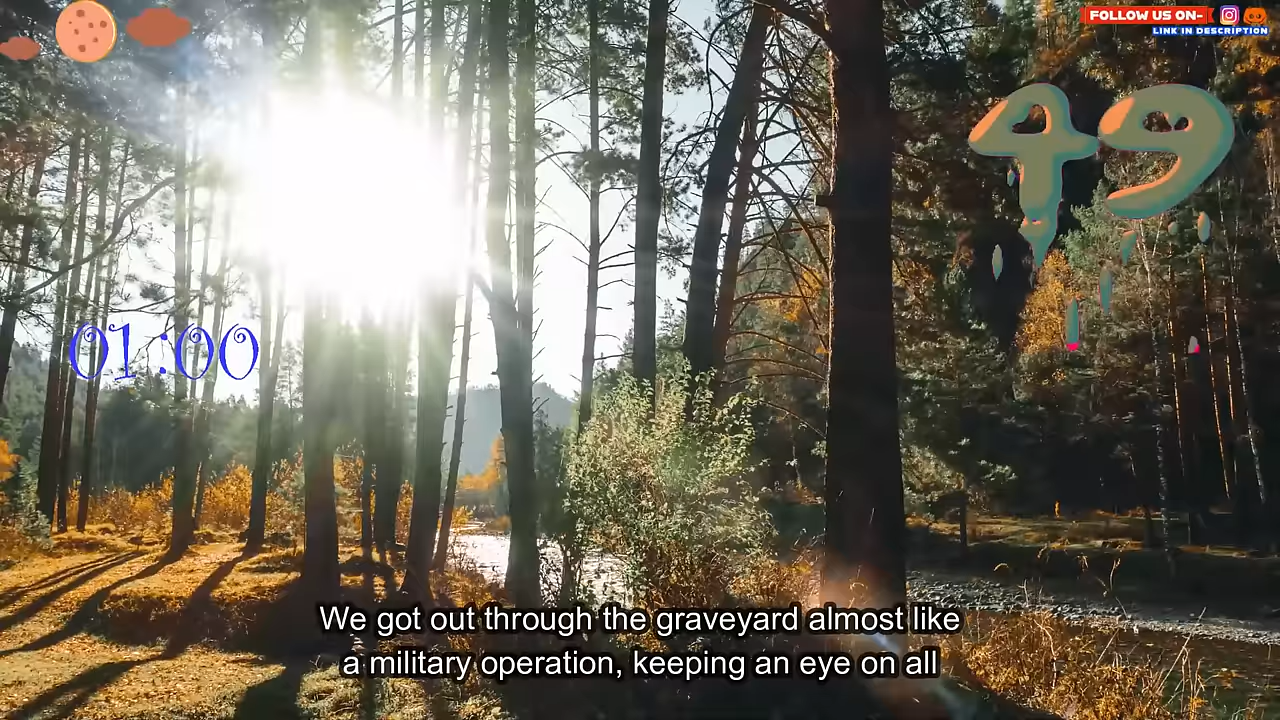 FOLLOW US ON-
LINK IN DESCRIPTION
49
01:00
We got out through the graveyard almost like
a military operation, keeping an eye on all